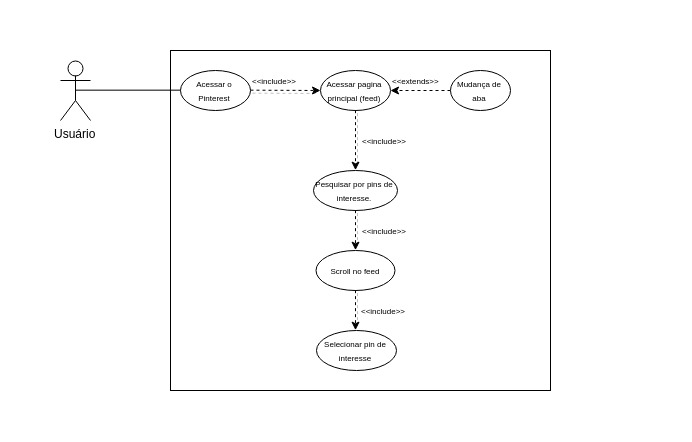 Acessar o
Pinterest
<<include>>
Acessar pagina
principal (feed)
<<extends>>
Mudança de
aba
Usuário
<<include>>
Pesquisar por pins de
interesse.
<<include>>
Scroll no feed
<<include>>
Selecionar pin de
interesse